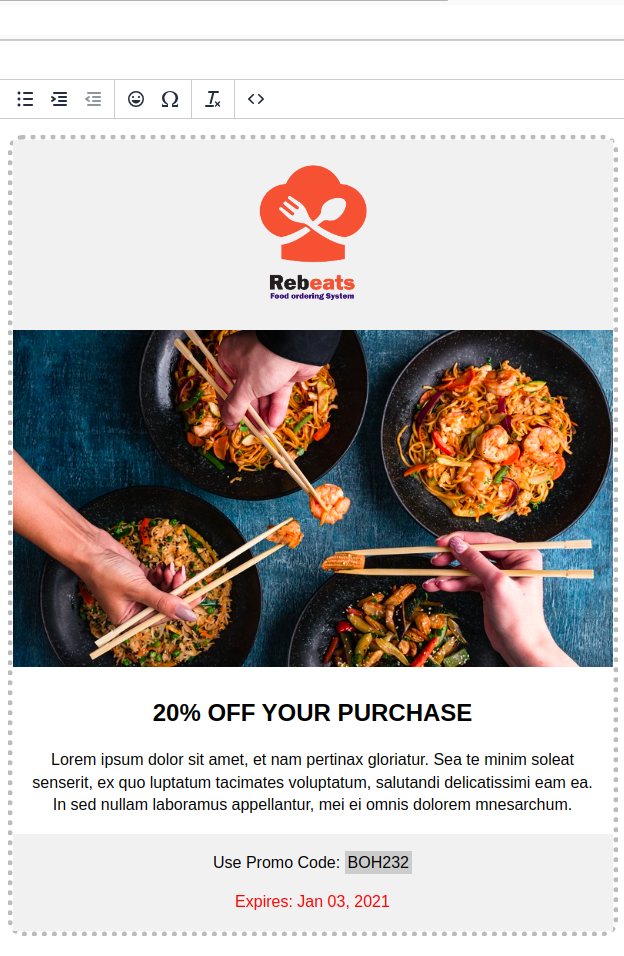 Rebeats
Food ordering System
20% OFF YOUR PURCHASE
Lorem ipsum dolor sit amet, et nam pertinax gloriatur. Sea te minim soleat
senserit, ex quo luptatum tacimates voluptatum, salutandi delicatissimi eam ea.
In sed nullam laboramus appellantur, mei ei omnis dolorem mnesarchum.
Use Promo Code: BOH232
Expires: Jan 03, 2021